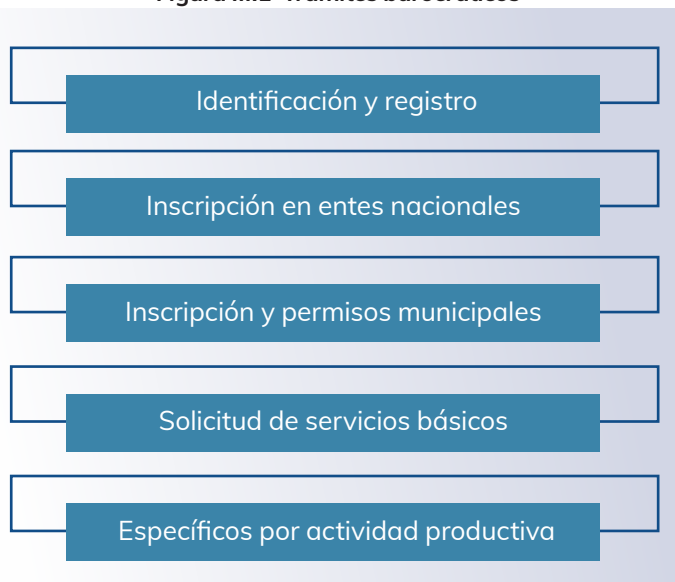 Identificación y registro
Inscripción en entes nacionales
Inscripción y permisos municipales
Solicitud de servicios básicos
Específicos por actividad productiva